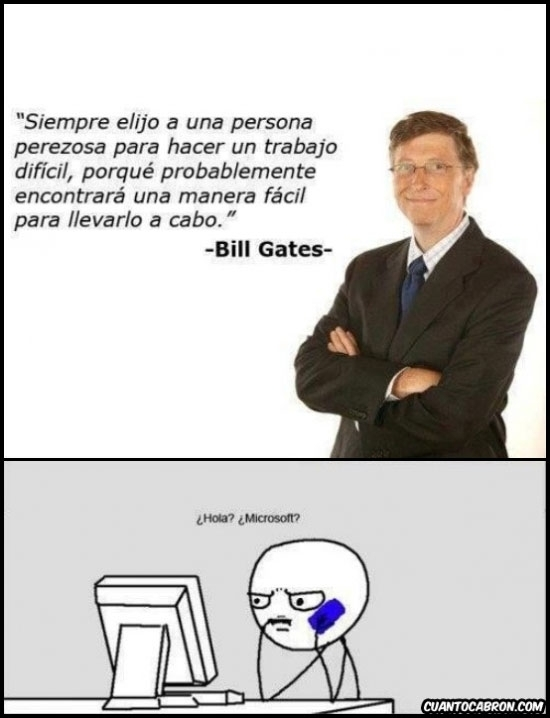 “Siempre elijo a una persona
perezosa para hacer un trabajo
difícil, porqué probablemente
encontrará una manera fácil
para llevarlo a cabo.”
-Bill Gates-
¿Hola? ¿Microsoft?
CUANTOCABRON.COM